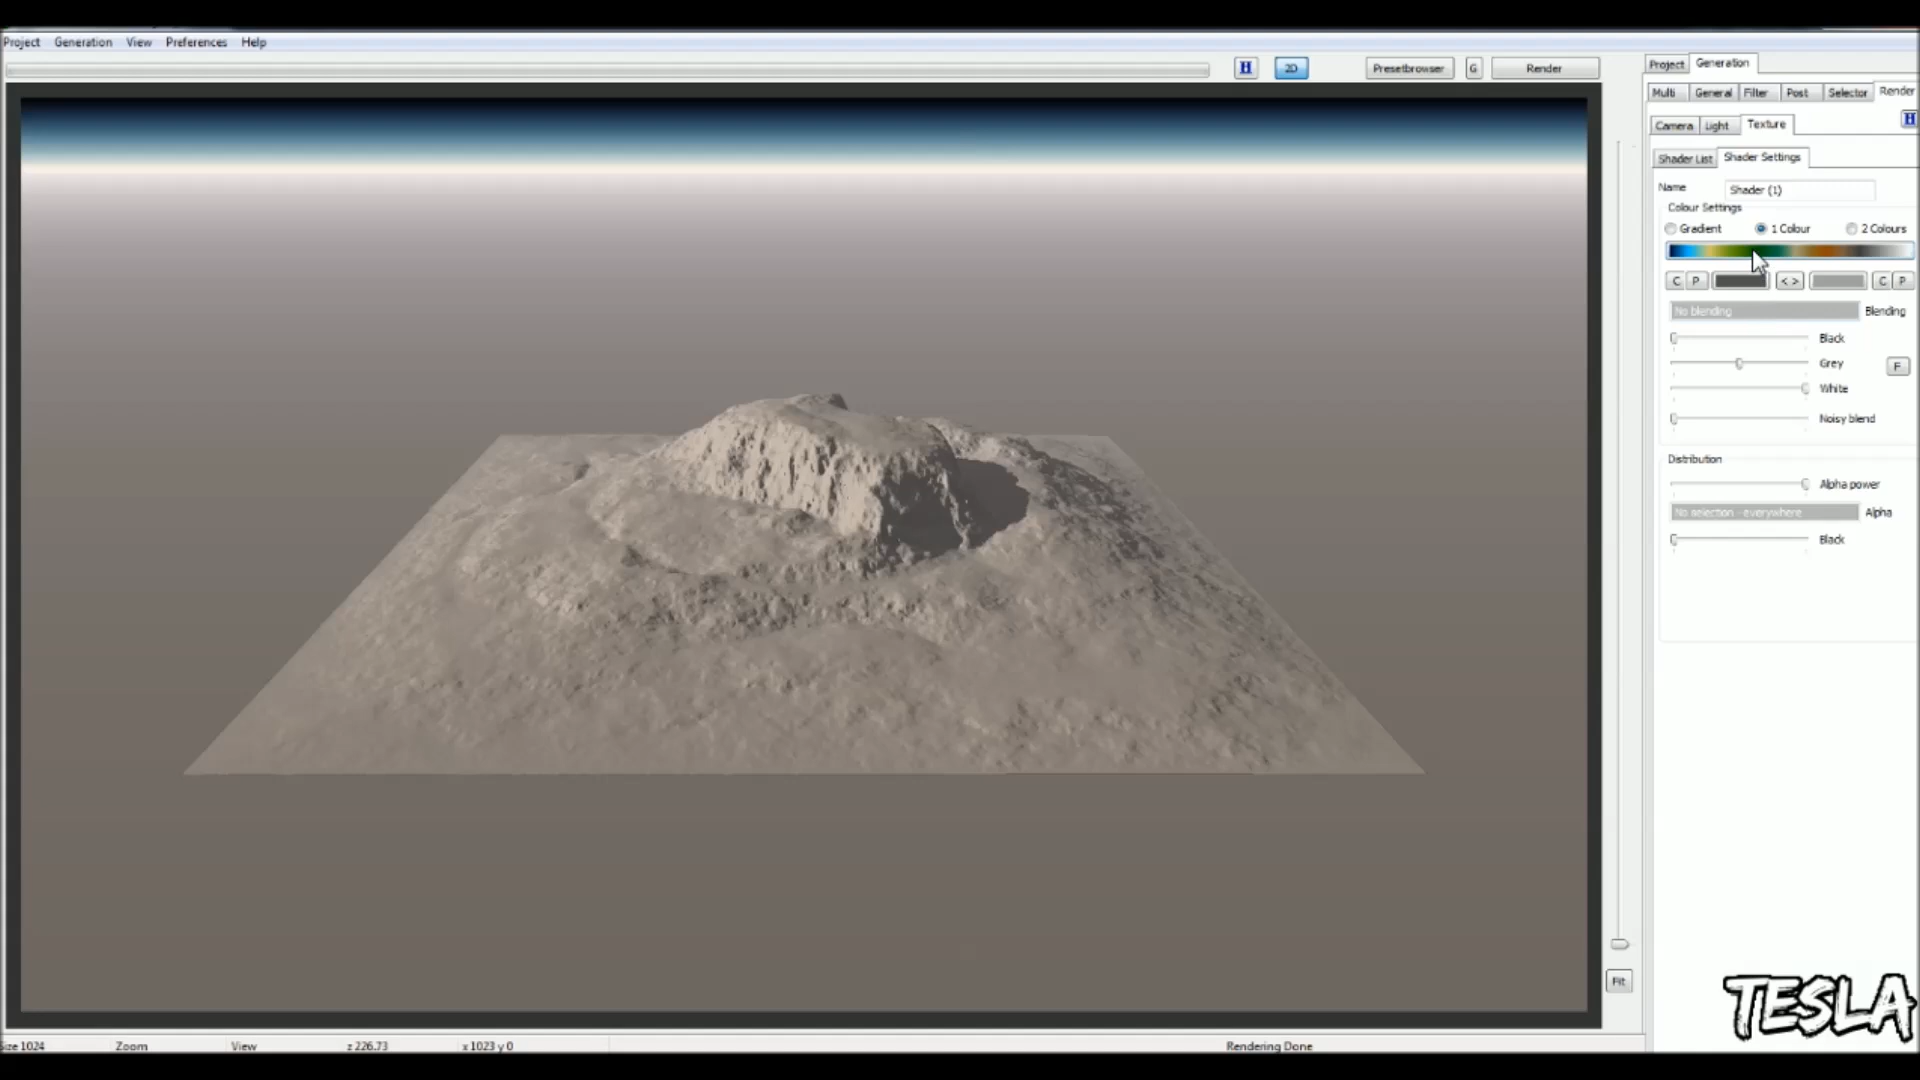 Project Generation View Preferences Help
H 2D Presetbrowser G Render
Project Generation
Multi General Filter Post Selector Render
H
Camera Light Texture
Shader List Shader Settings
Name Shader (1)
Colour Settings
Gradient 1 Colour 2 Colours
C P < > C P
No blending Blending
Black
Grey F
White
Noisy blend
Distribution
Alpha power
No selection - everywhere Alpha
Black
Fit
TESLA
Size 1024 Zoom View z 226.73 x 1023 y 0 Rendering Done